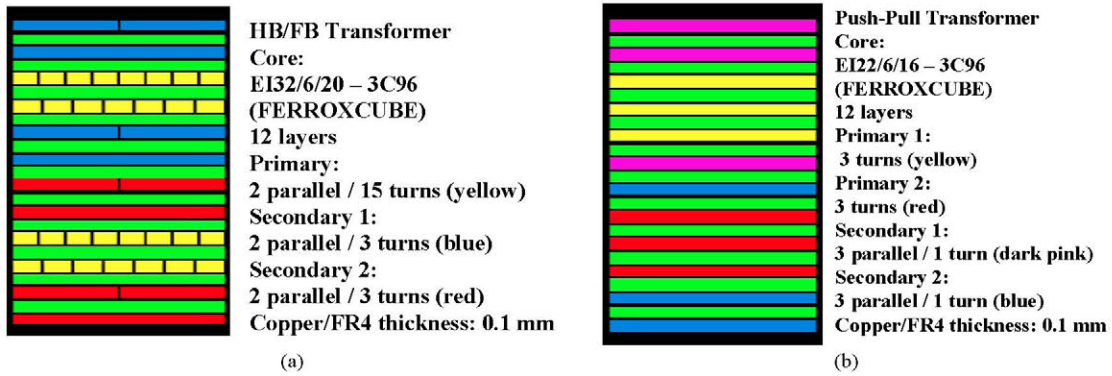 HB/FB Transformer
Core:
EI32/6/20 – 3C96
(FERROXCUBE)
12 layers
Primary:
2 parallel / 15 turns (yellow)
Secondary 1:
2 parallel / 3 turns (blue)
Secondary 2:
2 parallel / 3 turns (red)
Copper/FR4 thickness: 0.1 mm
(a)
Push-Pull Transformer
Core:
EI22/6/16 – 3C96
(FERROXCUBE)
12 layers
Primary 1:
3 turns (yellow)
Primary 2:
3 turns (red)
Secondary 1:
3 parallel / 1 turn (dark pink)
Secondary 2:
3 parallel / 1 turn (blue)
Copper/FR4 thickness: 0.1 mm
(b)